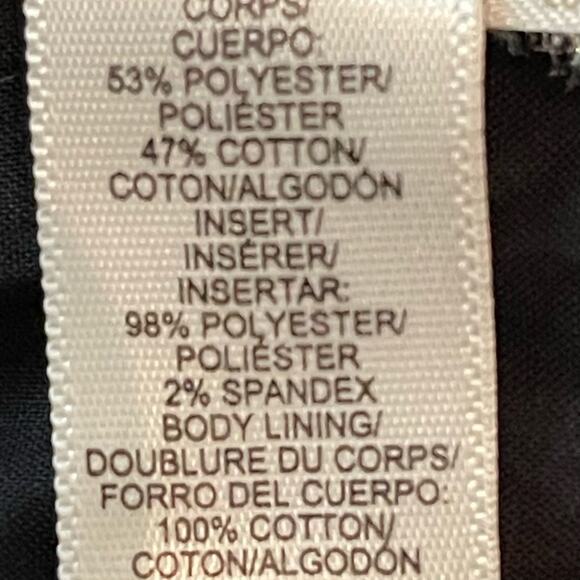 CORPS/
CUERPO:
53% POLYESTER/
POLIÉSTER
47% COTTON/
COTON/ALGODÓN
INSERT/
INSÉRER/
INSERTAR:
98% POLYESTER/
POLIÉSTER
2% SPANDEX
BODY LINING/
DOUBLURE DU CORPS/
FORRO DEL CUERPO:
100% COTTON/
COTON/ALGODÓN